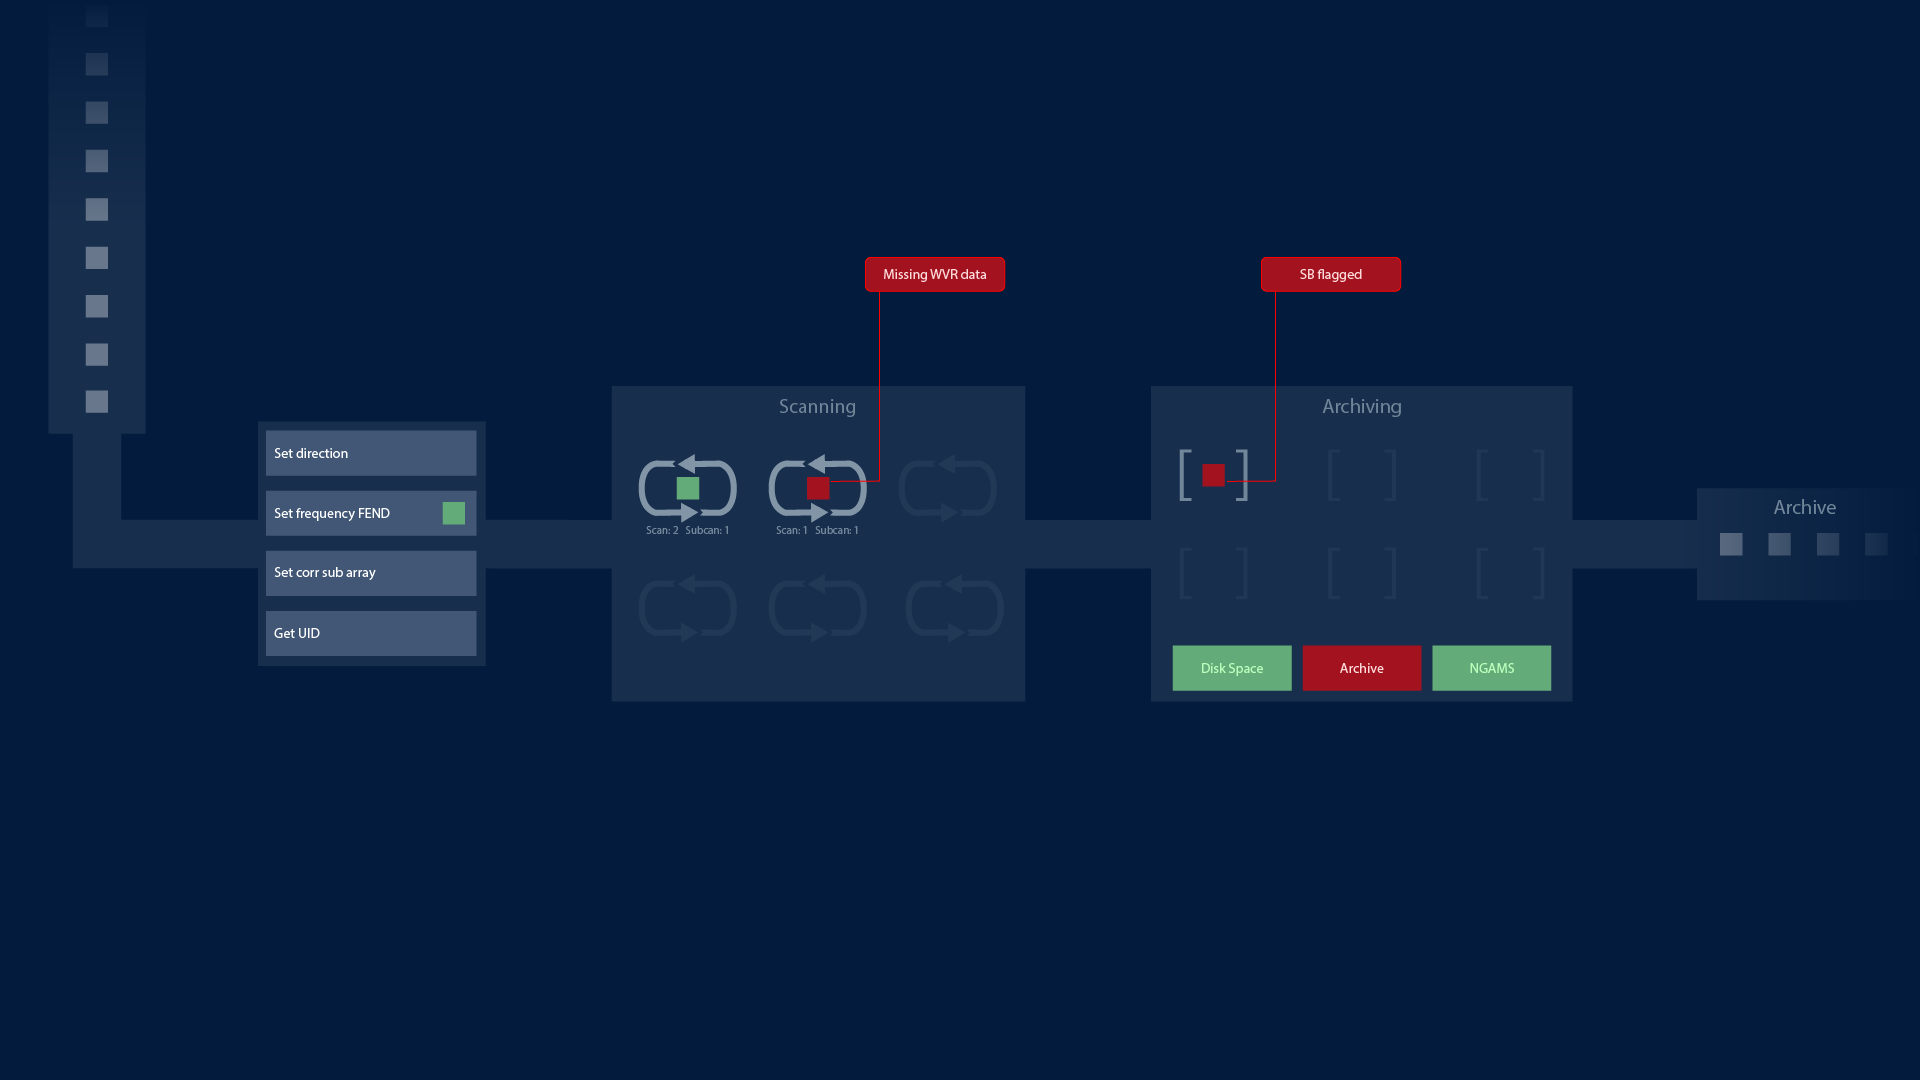 Missing WVR data
SB flagged
Set direction
Set frequency FEND
Set corr sub array
Get UID
Scanning
Scan: 2 Subcan: 1
Scan: 1 Subcan: 1
Archiving
Disk Space
Archive
NGAMS
Archive